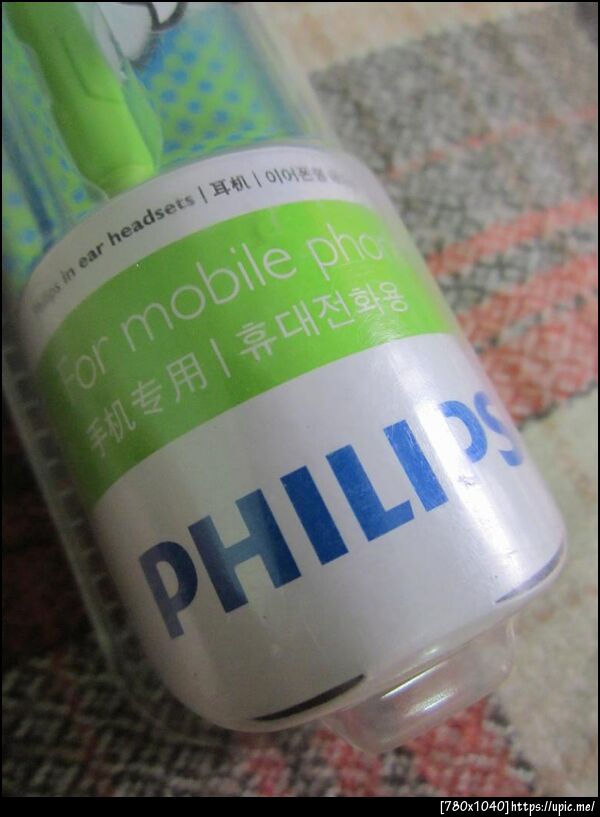 Philips in ear headsets | 耳机 | 이어폰
For mobile pho
手机专用 | 휴대전화용
PHILIPS
[780x1040]https://upic.me/